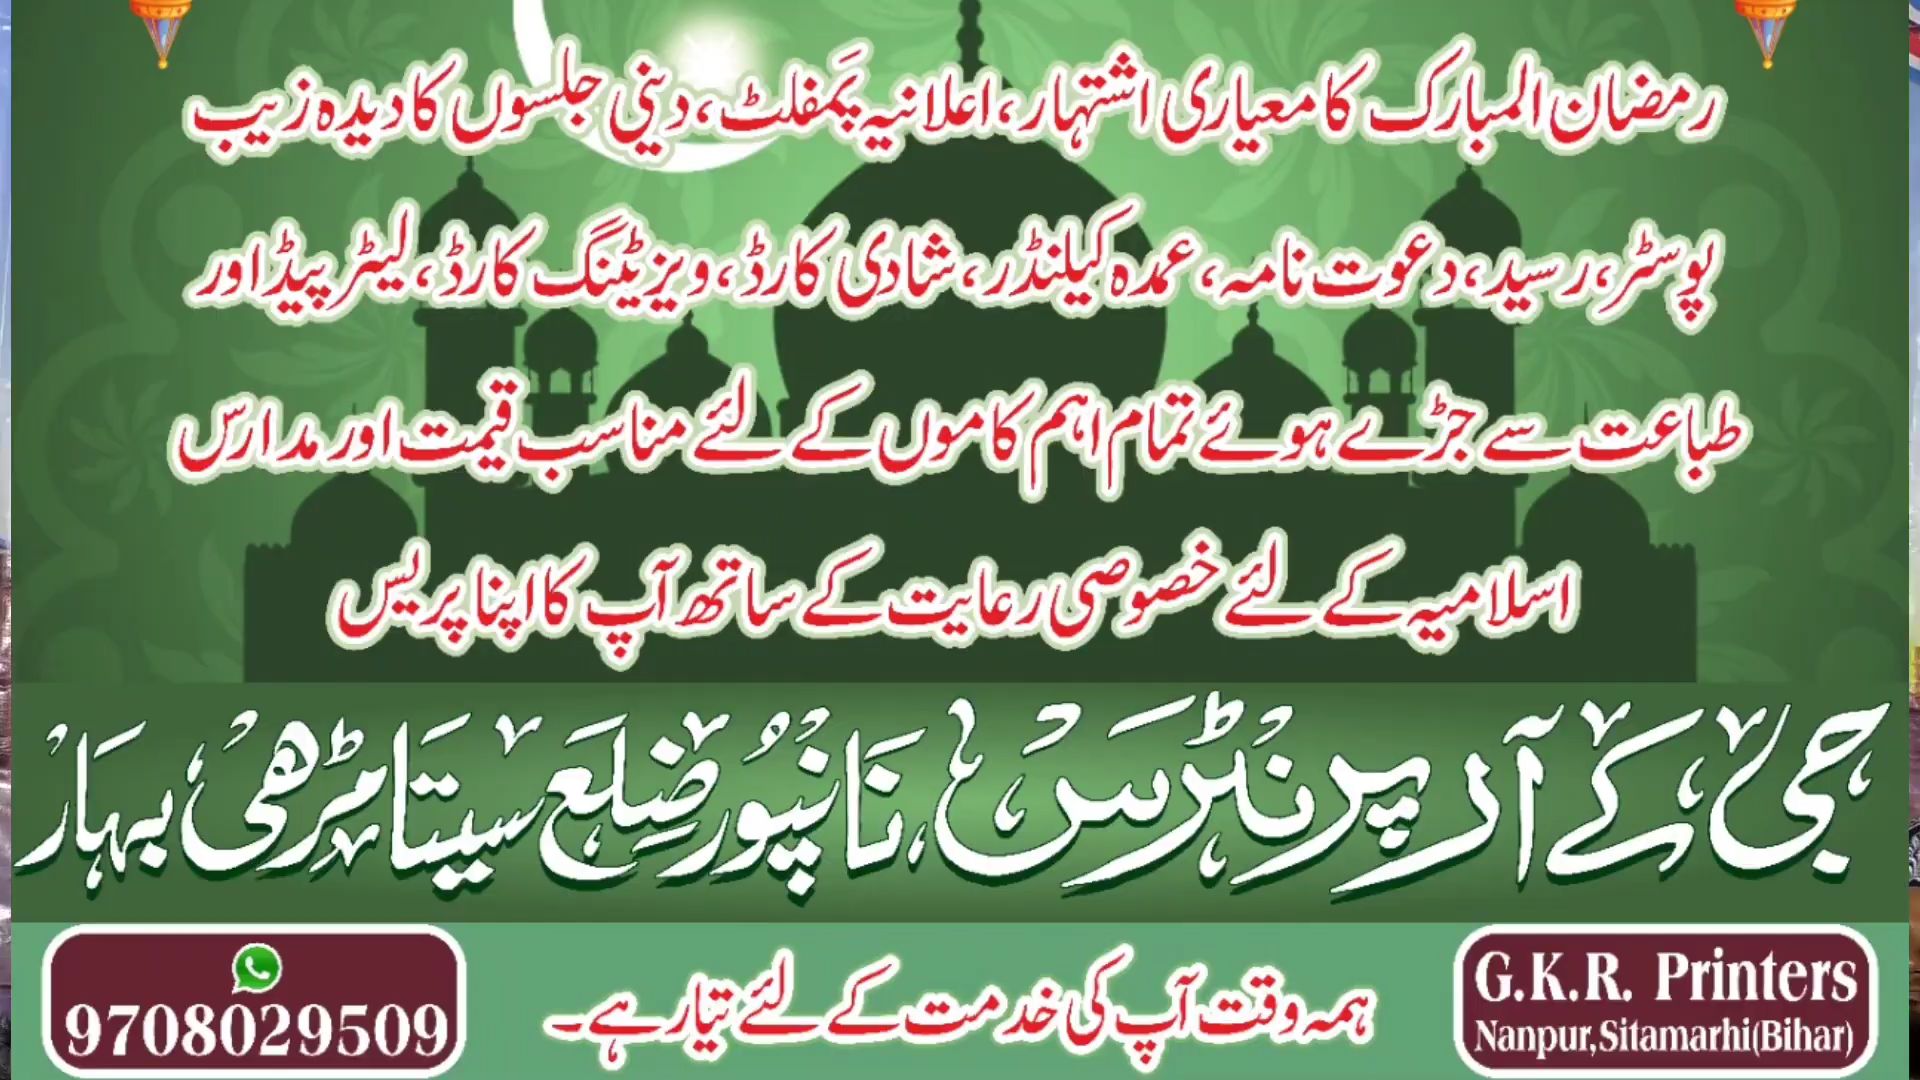 رمضان المبارک کا معیاری اشتہار، اعلانیہ پمفلٹ، دینی جلسوں کا دیدہ زیب
پوسٹر، رسید، دعوت نامہ، عمدہ کیلنڈر، شادی کارڈ، ویزیٹینگ کارڈ، لیٹر پیڈ اور
طباعت سے جڑے ہوئے تمام اہم کاموں کے لئے مناسب قیمت اور مدارس
اسلامیہ کے لئے خصوصی رعایت کے ساتھ آپ کا اپنا پریس
جی کے آر پرنٹرس نانپور ضلع سیتامڑھی بہار
G.K.R. Printers
Nanpur,Sitamarhi(Bihar)
ہمہ وقت آپ کی خدمت کے لئے تیار ہے۔
9708029509